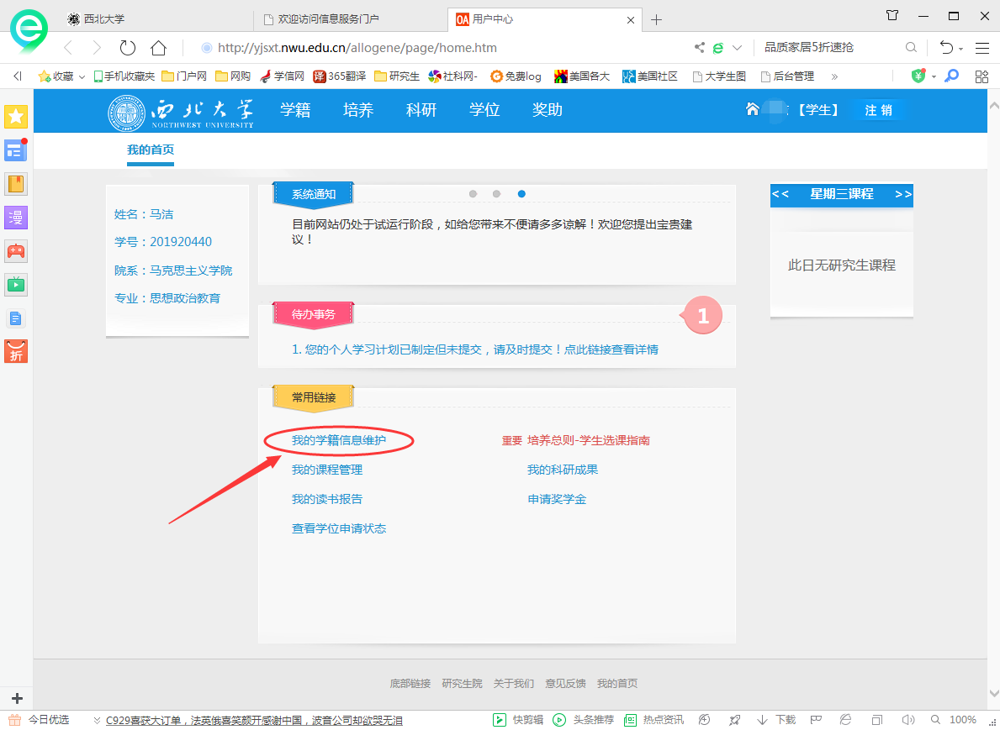 西北大学
欢迎访问信息服务门户
OA 用户中心
http://yjsxt.nwu.edu.cn/allogene/page/home.htm
品质家居5折速抢
收藏 手机收藏夹 门户网 网购 学信网 译 365翻译 研究生 社科网- 免费log 美国各大 美国社区 大学生图 后台管理 »
西北大学
NORTHWEST UNIVERSITY
学籍 培养 科研 学位 奖助
【学生】 注 销
我的首页
漫
折
姓名：马洁
学号：201920440
院系：马克思主义学院
专业：思想政治教育
系统通知
目前网站仍处于试运行阶段，如给您带来不便请多多谅解！欢迎您提出宝贵建
议！
待办事务
1
1. 您的个人学习计划已制定但未提交，请及时提交！点此链接查看详情
常用链接
我的学籍信息维护
重要 培养总则-学生选课指南
我的课程管理
我的科研成果
我的读书报告
申请奖学金
查看学位申请状态
<< 星期三课程 >>
此日无研究生课程
底部链接 研究生院 关于我们 意见反馈 我的首页
今日优选
C929喜获大订单，法英俄喜笑颜开感谢中国，波音公司却欲哭无泪
快剪辑 头条推荐 热点资讯 下载 100%